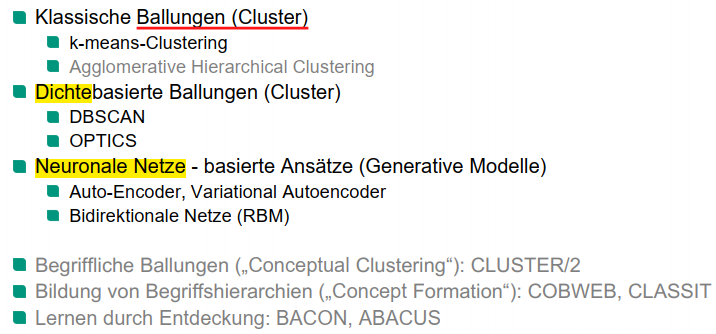 Klassische Ballungen (Cluster)
k-means-Clustering
Agglomerative Hierarchical Clustering
Dichtebasierte Ballungen (Cluster)
DBSCAN
OPTICS
Neuronale Netze - basierte Ansätze (Generative Modelle)
Auto-Encoder, Variational Autoencoder
Bidirektionale Netze (RBM)
Begriffliche Ballungen („Conceptual Clustering“): CLUSTER/2
Bildung von Begriffshierarchien („Concept Formation“): COBWEB, CLASSIT
Lernen durch Entdeckung: BACON, ABACUS